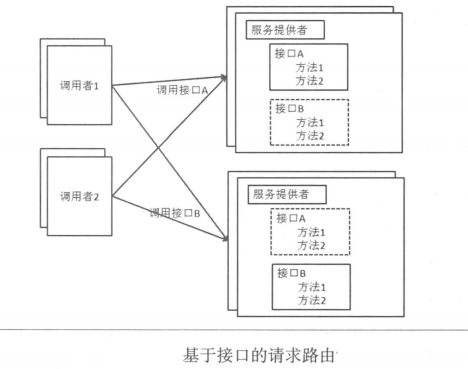 调用者1
调用者2
调用接口A
调用接口B
服务提供者
接口A
方法1
方法2
接口B
方法1
方法2
服务提供者
接口A
方法1
方法2
接口B
方法1
方法2
基于接口的请求路由